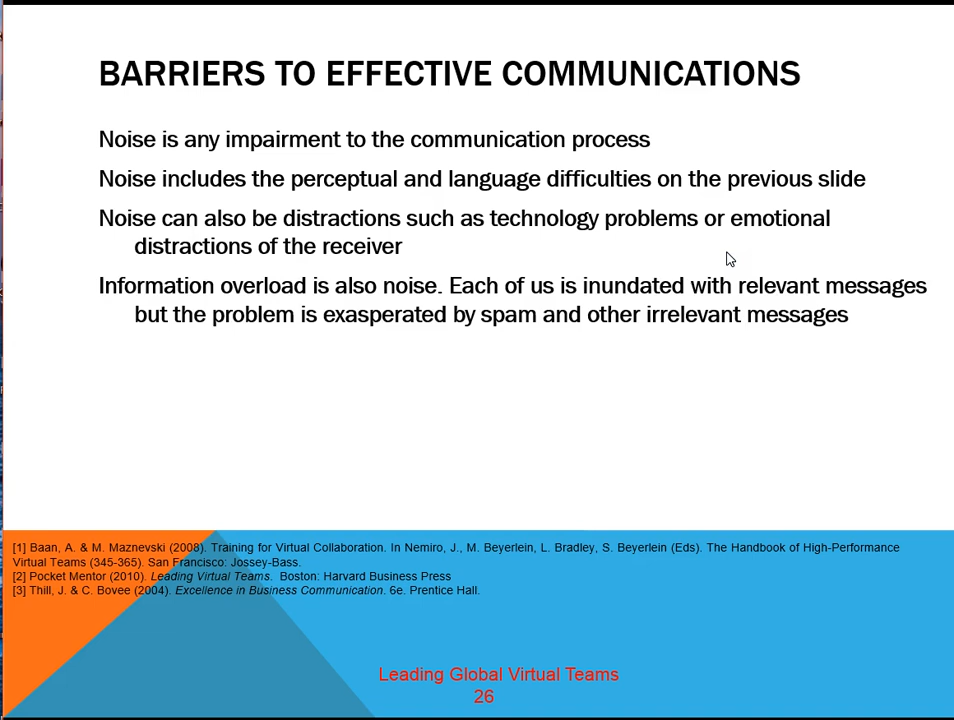 BARRIERS TO EFFECTIVE COMMUNICATIONS
Noise is any impairment to the communication process
Noise includes the perceptual and language difficulties on the previous slide
Noise can also be distractions such as technology problems or emotional
distractions of the receiver
Information overload is also noise. Each of us is inundated with relevant messages
but the problem is exasperated by spam and other irrelevant messages
[1] Baan, A. & M. Maznevski (2008). Training for Virtual Collaboration. In Nemiro, J., M. Beyerlein, L. Bradley, S. Beyerlein (Eds). The Handbook of High-Performance
Virtual Teams (345-365). San Francisco: Jossey-Bass.
[2] Pocket Mentor (2010). Leading Virtual Teams. Boston: Harvard Business Press
[3] Thill, J. & C. Bovee (2004). Excellence in Business Communication. 6e. Prentice Hall.
Leading Global Virtual Teams
26